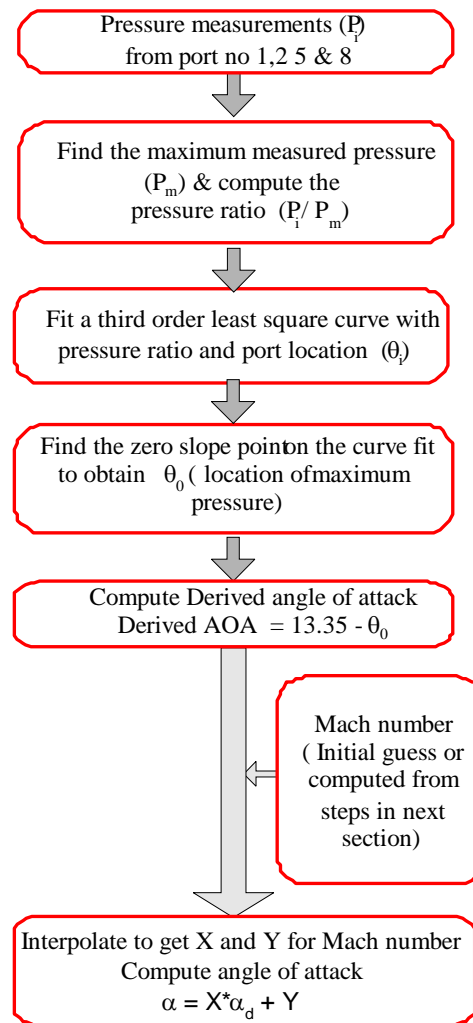 Pressure measurements (Pi)
from port no 1,2 5 & 8
Find the maximum measured pressure
(Pm) & compute the
pressure ratio (Pi/ Pm)
Fit a third order least square curve with
pressure ratio and port location (θi)
Find the zero slope pointon the curve fit
to obtain θ0 ( location ofmaximum
pressure)
Compute Derived angle of attack
Derived AOA = 13.35 - θ0
Mach number
( Initial guess or
computed from
steps in next
section)
Interpolate to get X and Y for Mach number
Compute angle of attack
α = X*αd + Y